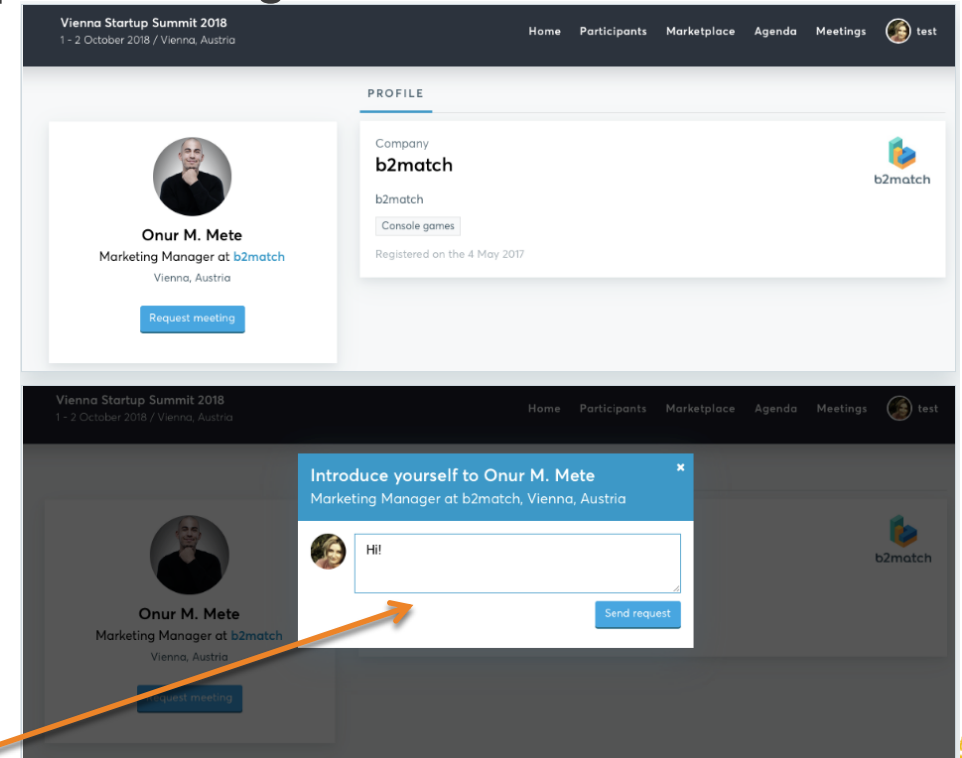 Vienna Startup Summit 2018
1 - 2 October 2018 / Vienna, Austria
Home Participants Marketplace Agenda Meetings test
PROFILE
Company
b2match
b2match
Console games
Registered on the 4 May 2017
b2match
Onur M. Mete
Marketing Manager at b2match
Vienna, Austria
Request meeting
Vienna Startup Summit 2018
1 - 2 October 2018 / Vienna, Austria
Home Participants Marketplace Agenda Meetings test
Introduce yourself to Onur M. Mete
Marketing Manager at b2match, Vienna, Austria
Hi!
Send request
b2match
Onur M. Mete
Marketing Manager at b2match
Vienna, Austria
Request meeting